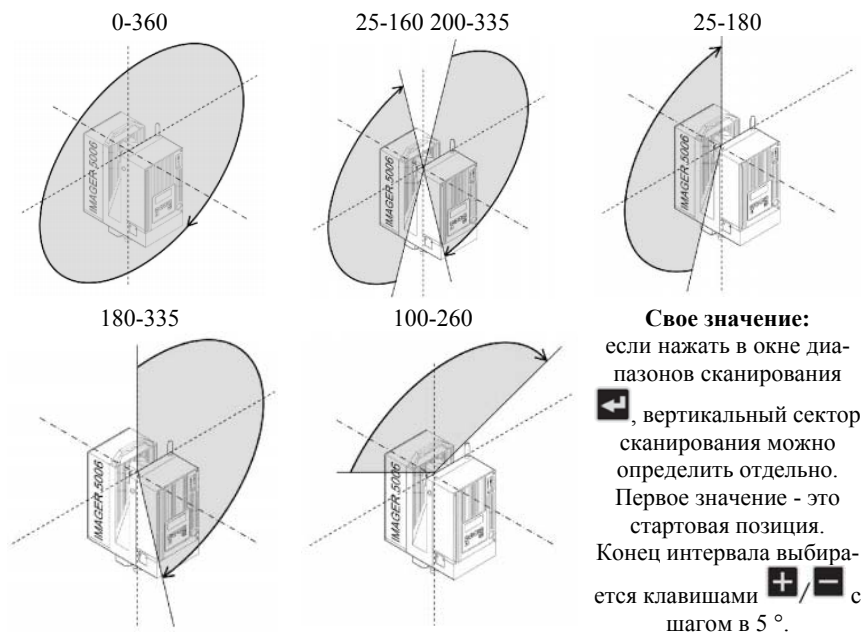 0-360
25-160 200-335
25-180
IMAGER 5006
IMAGER 5006
IMAGER 5006
180-335
100-260
Свое значение:
если нажать в окне диа-
пазонов сканирования
, вертикальный сектор
сканирования можно
определить отдельно.
Первое значение - это
стартовая позиция.
Конец интервала выбира-
ется клавишами +/- с
шагом в 5 °.
IMAGER 5006
IMAGER 5006